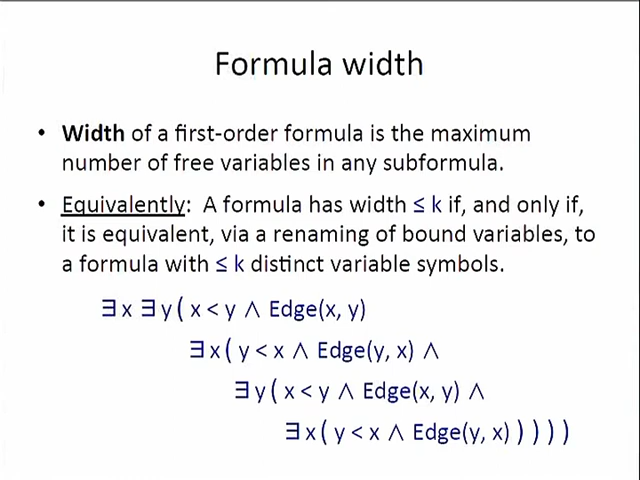 Formula width
• Width of a first-order formula is the maximum
number of free variables in any subformula.
• Equivalently: A formula has width ≤ k if, and only if,
it is equivalent, via a renaming of bound variables, to
a formula with ≤ k distinct variable symbols.
∃ x ∃ y ( x < y ∧ Edge(x, y)
∃ x ( y < x ∧ Edge(y, x) ∧
∃ y ( x < y ∧ Edge(x, y) ∧
∃ x ( y < x ∧ Edge(y, x) ) ) ) )